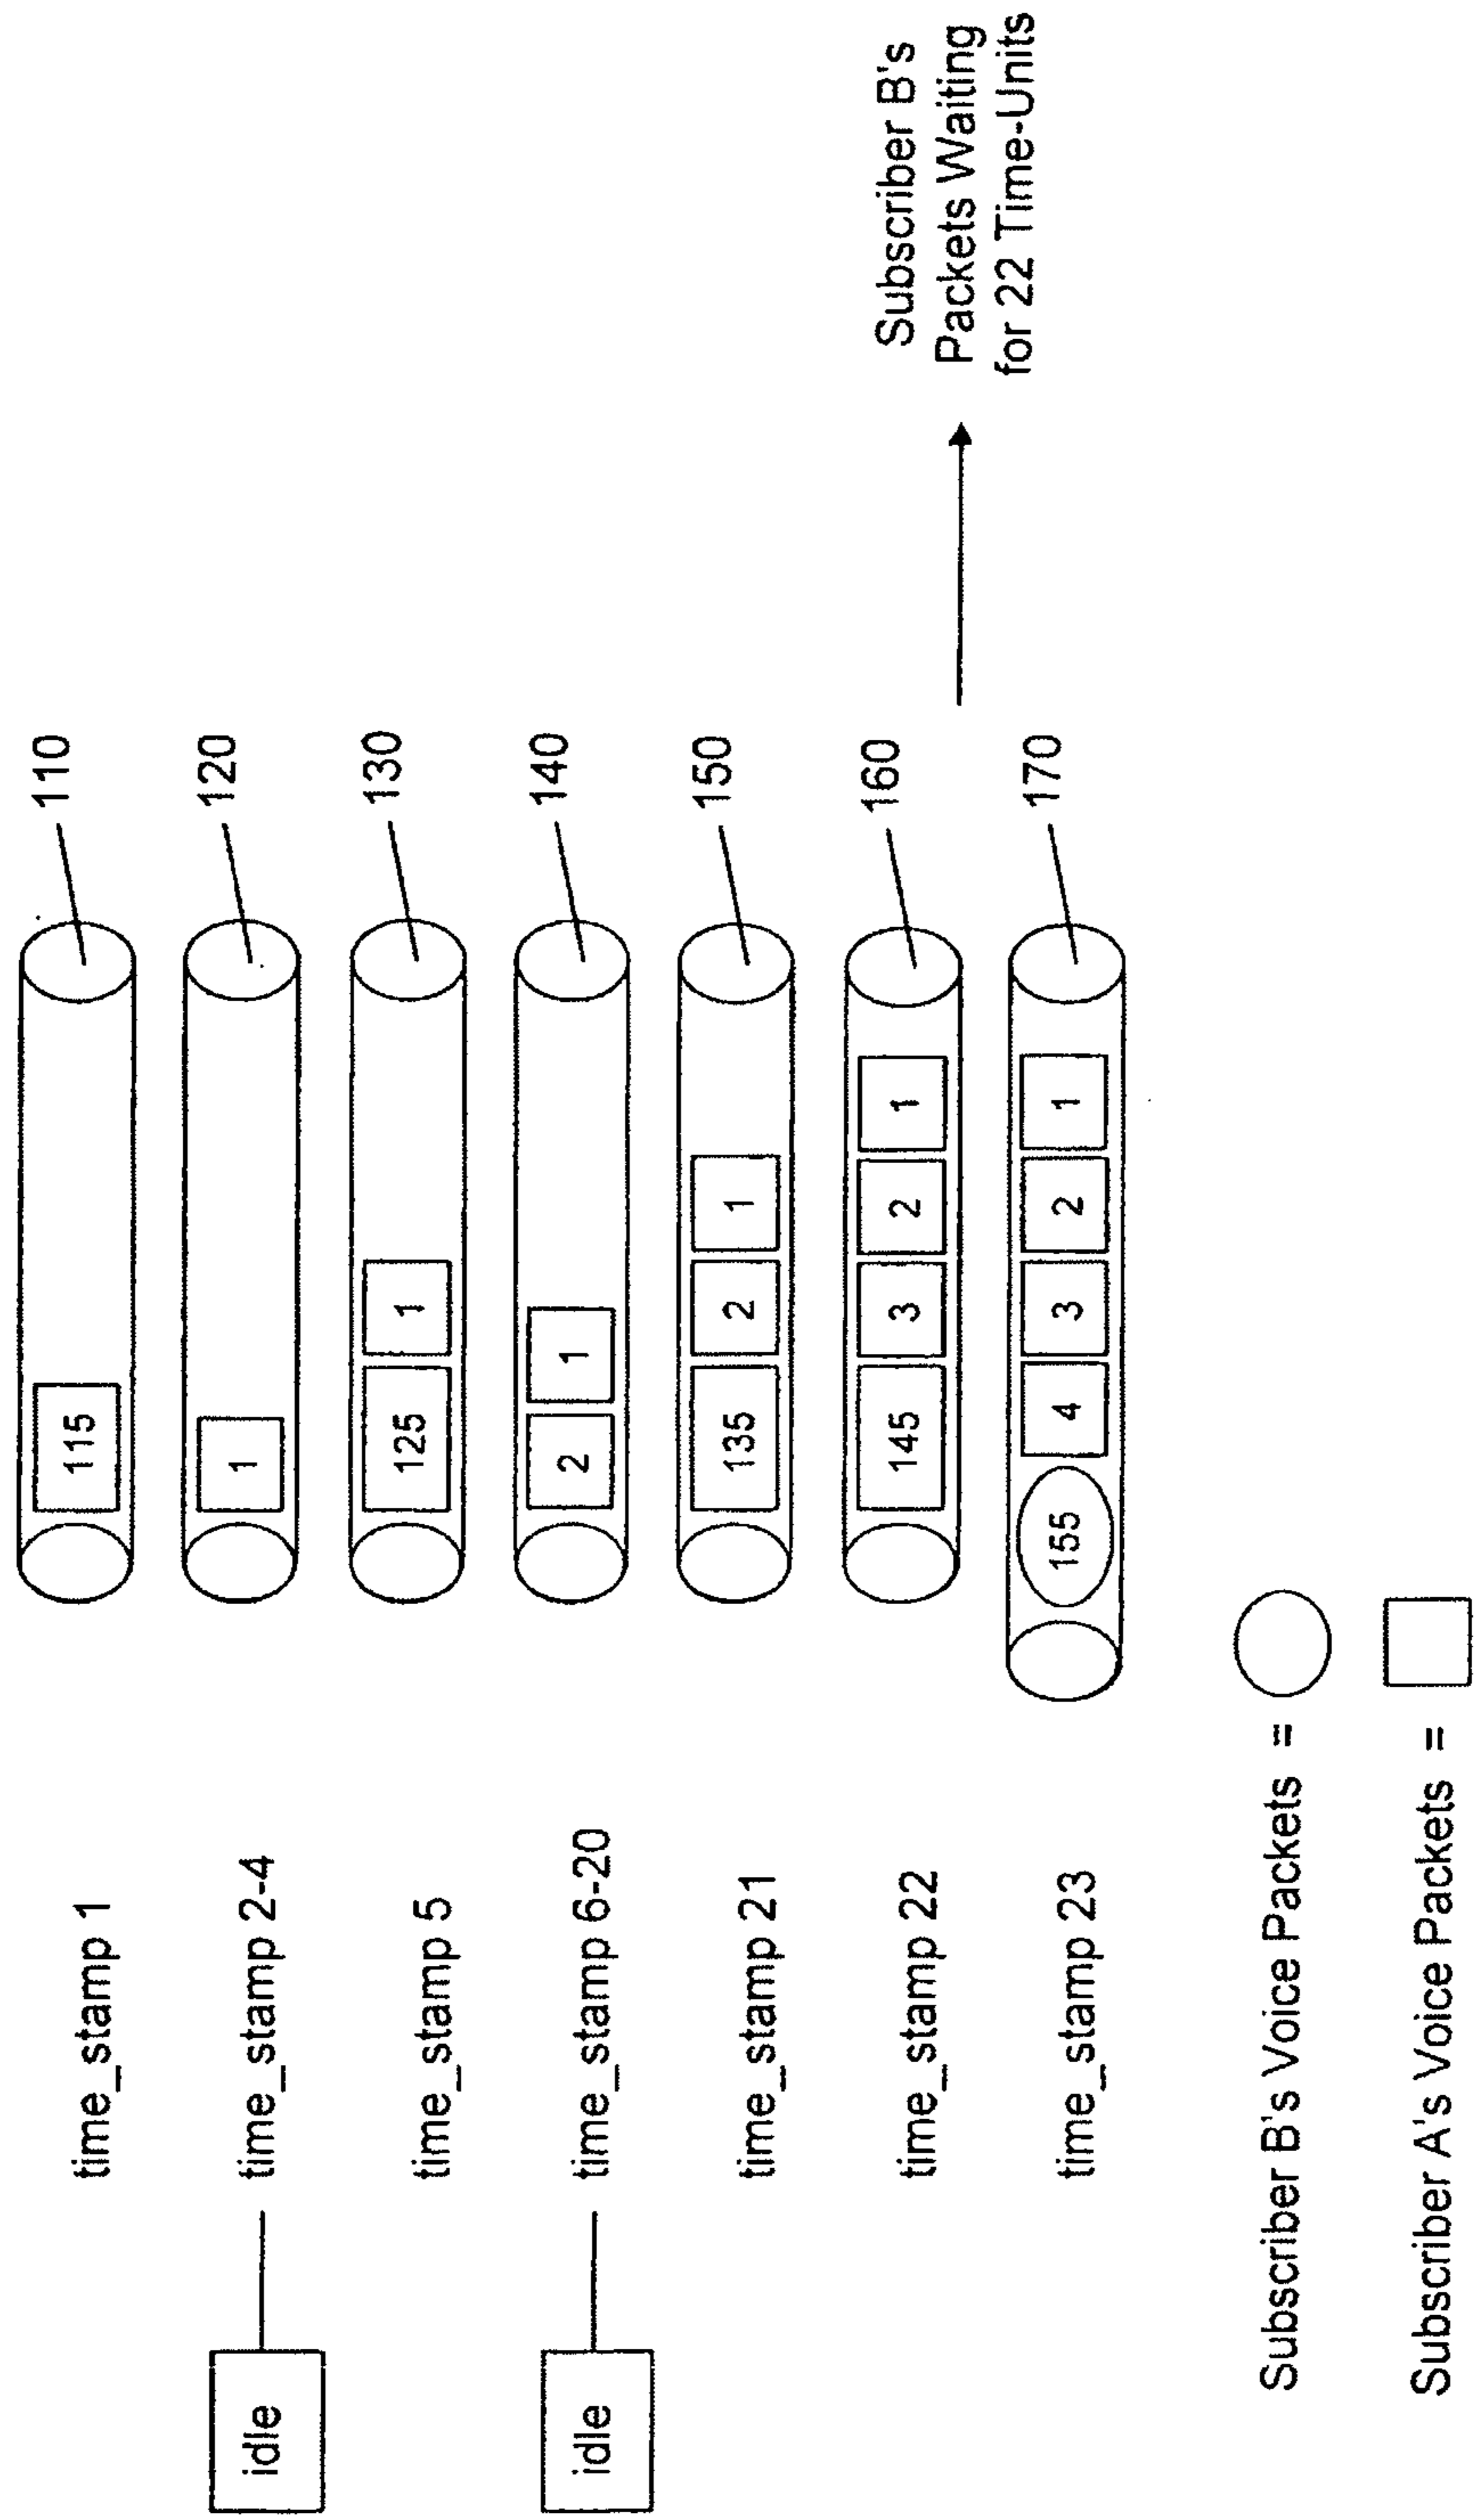 time_stamp 1
115
110
idle
time_stamp 2-4
1
120
time_stamp 5
125
1
130
idle
time_stamp 6-20
2
1
140
time_stamp 21
135
2
1
150
time_stamp 22
145
3
2
1
160
Subscriber B's
Packets Waiting
for 22 Time-Units
time_stamp 23
155
4
3
2
1
170
Subscriber B's Voice Packets =
Subscriber A's Voice Packets =